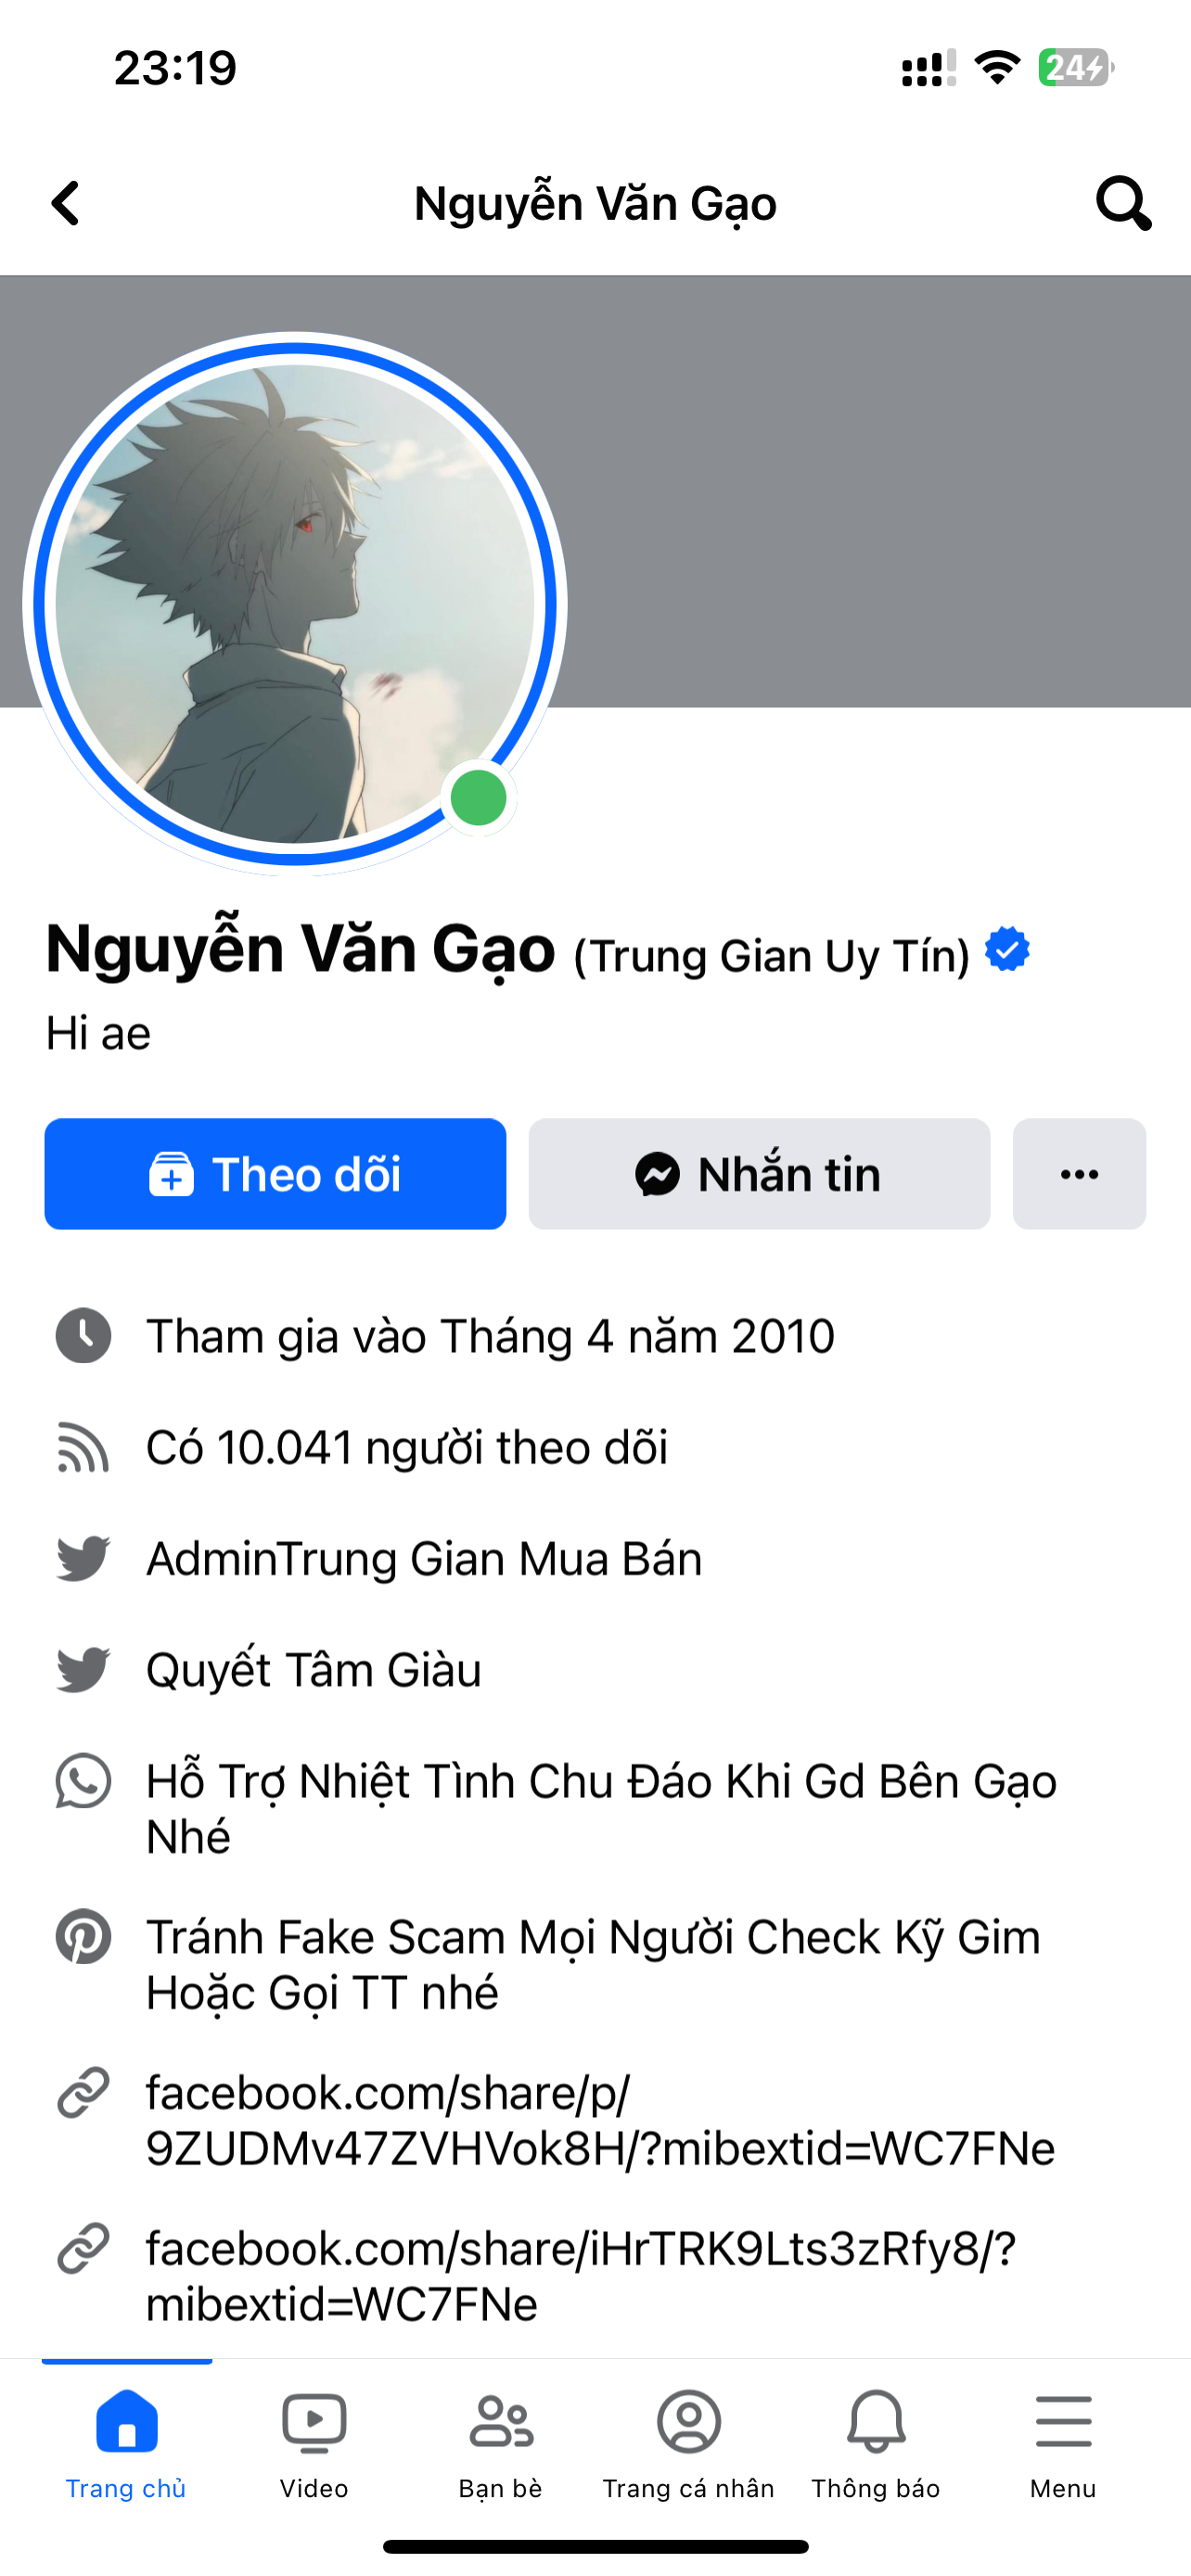 23:19
24
Nguyễn Văn Gạo
Nguyễn Văn Gạo (Trung Gian Uy Tín)
Hi ae
Theo dõi
Nhắn tin
Tham gia vào Tháng 4 năm 2010
Có 10.041 người theo dõi
AdminTrung Gian Mua Bán
Quyết Tâm Giàu
Hỗ Trợ Nhiệt Tình Chu Đáo Khi Gd Bên Gạo
Nhé
Tránh Fake Scam Mọi Người Check Kỹ Gim
Hoặc Gọi TT nhé
facebook.com/share/p/
9ZUDMv47ZVHVok8H/?mibextid=WC7FNe
facebook.com/share/iHrTRK9Lts3zRfy8/?
mibextid=WC7FNe
Trang chủ
Video
Bạn bè
Trang cá nhân
Thông báo
Menu